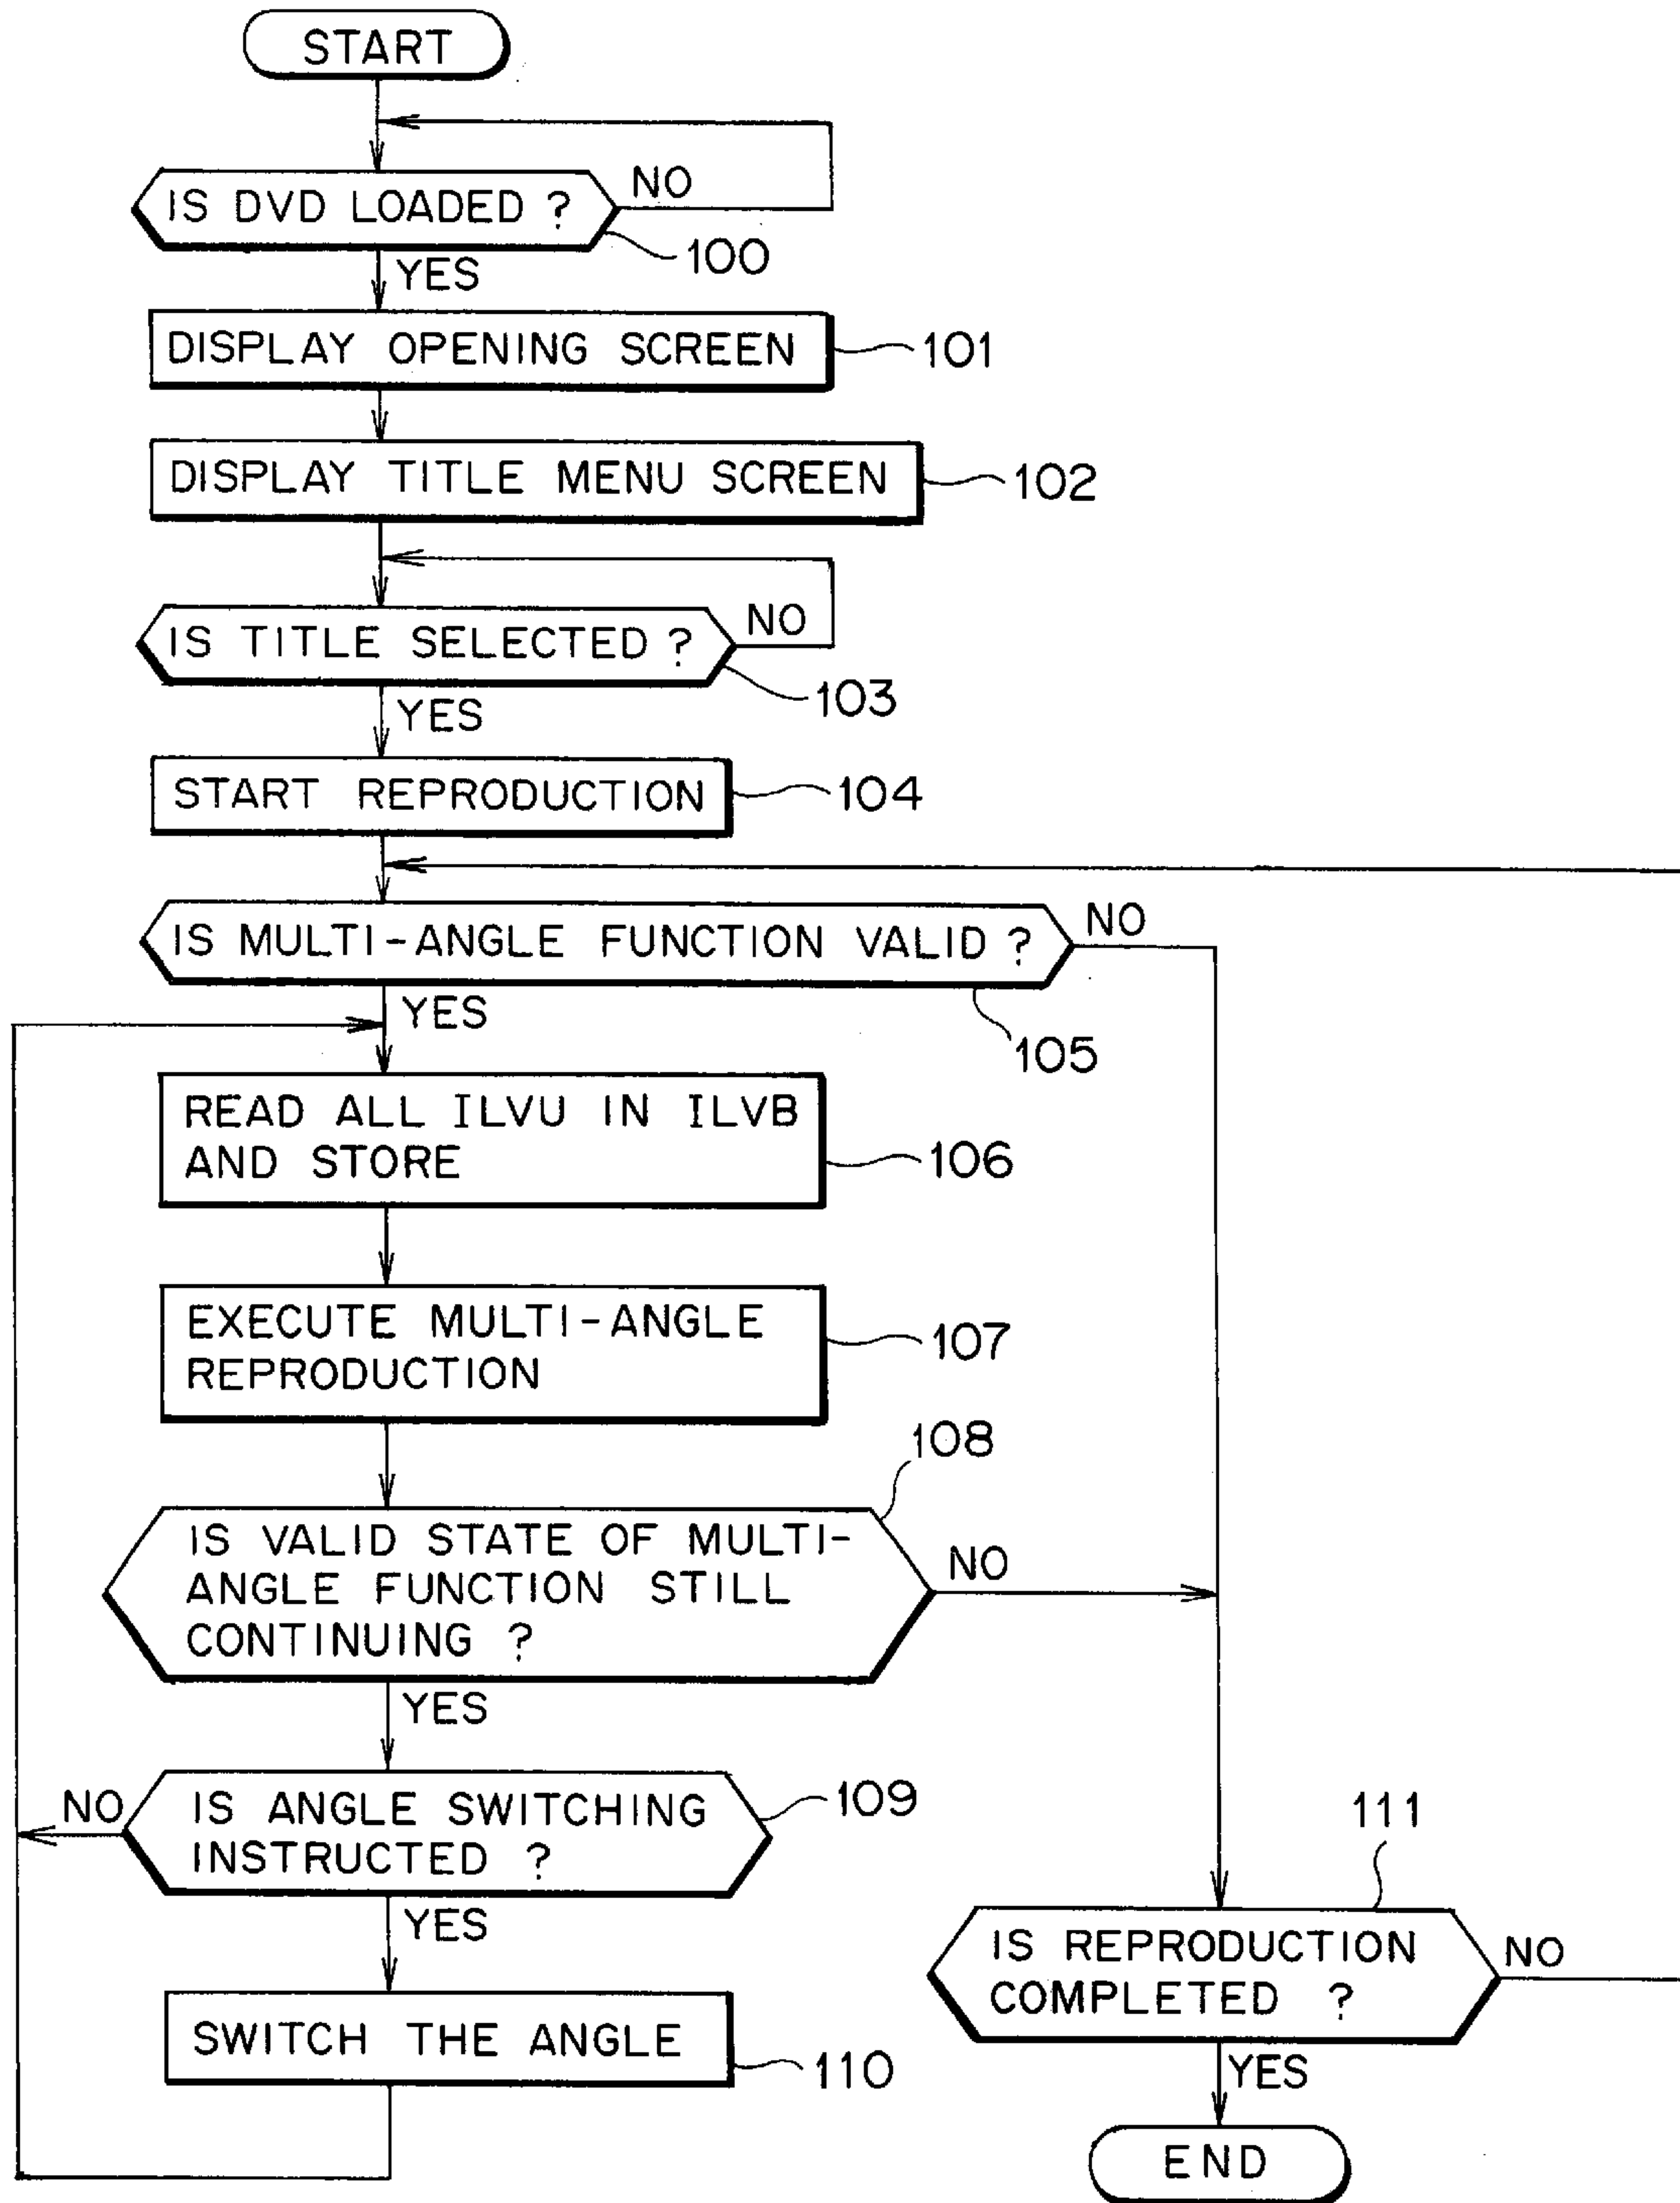 START
IS DVD LOADED ?
NO
100
YES
DISPLAY OPENING SCREEN
101
DISPLAY TITLE MENU SCREEN
102
IS TITLE SELECTED ?
NO
103
YES
START REPRODUCTION
104
IS MULTI-ANGLE FUNCTION VALID ?
NO
105
YES
READ ALL ILVU IN ILVB
AND STORE
106
EXECUTE MULTI-ANGLE
REPRODUCTION
107
108
IS VALID STATE OF MULTI-
ANGLE FUNCTION STILL
CONTINUING ?
NO
YES
NO
IS ANGLE SWITCHING
INSTRUCTED ?
109
YES
SWITCH THE ANGLE
110
111
IS REPRODUCTION
COMPLETED ?
NO
YES
END